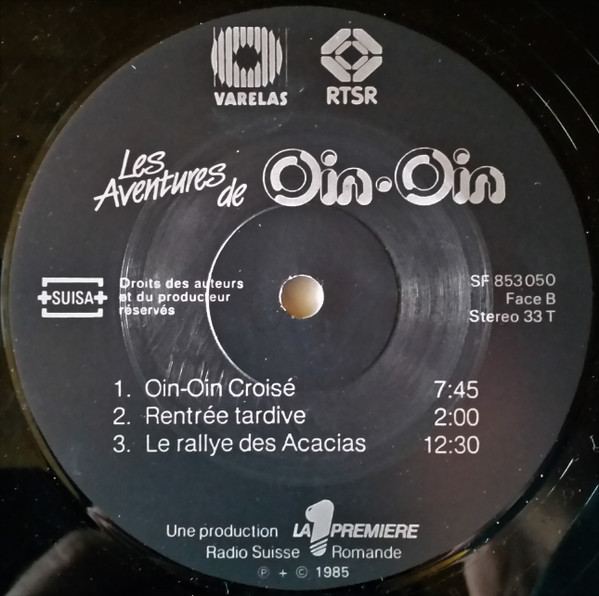 VARELAS RTSR
Les Aventures de Oin-Oin
+SUISA+
Droits des auteurs
et du producteur
réservés
SF 853050
Face B
Stereo 33 T
1. Oin-Oin Croisé 7:45
2. Rentrée tardive 2:00
3. Le rallye des Acacias 12:30
Une production LA 1 PREMIERE
Radio Suisse Romande
℗ + © 1985